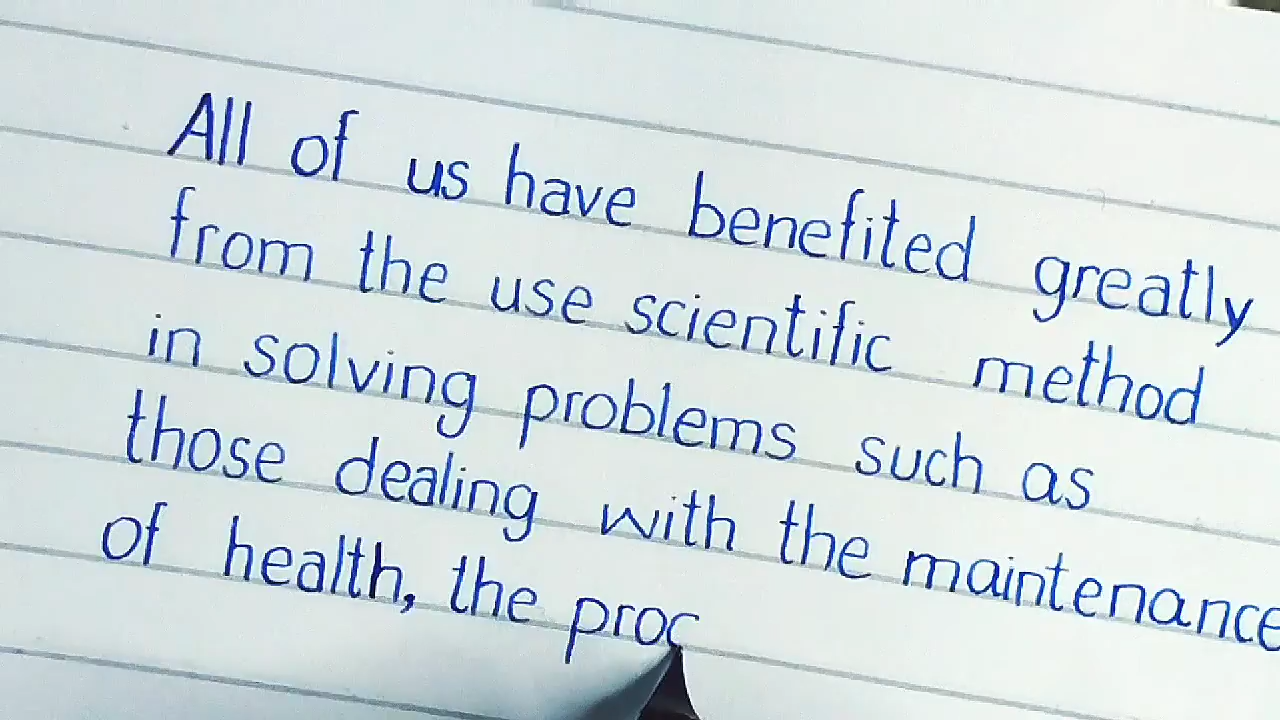 All of us have benefited greatly
from the use scientific method
in solving problems such as
those dealing with the maintenance
of health, the proc